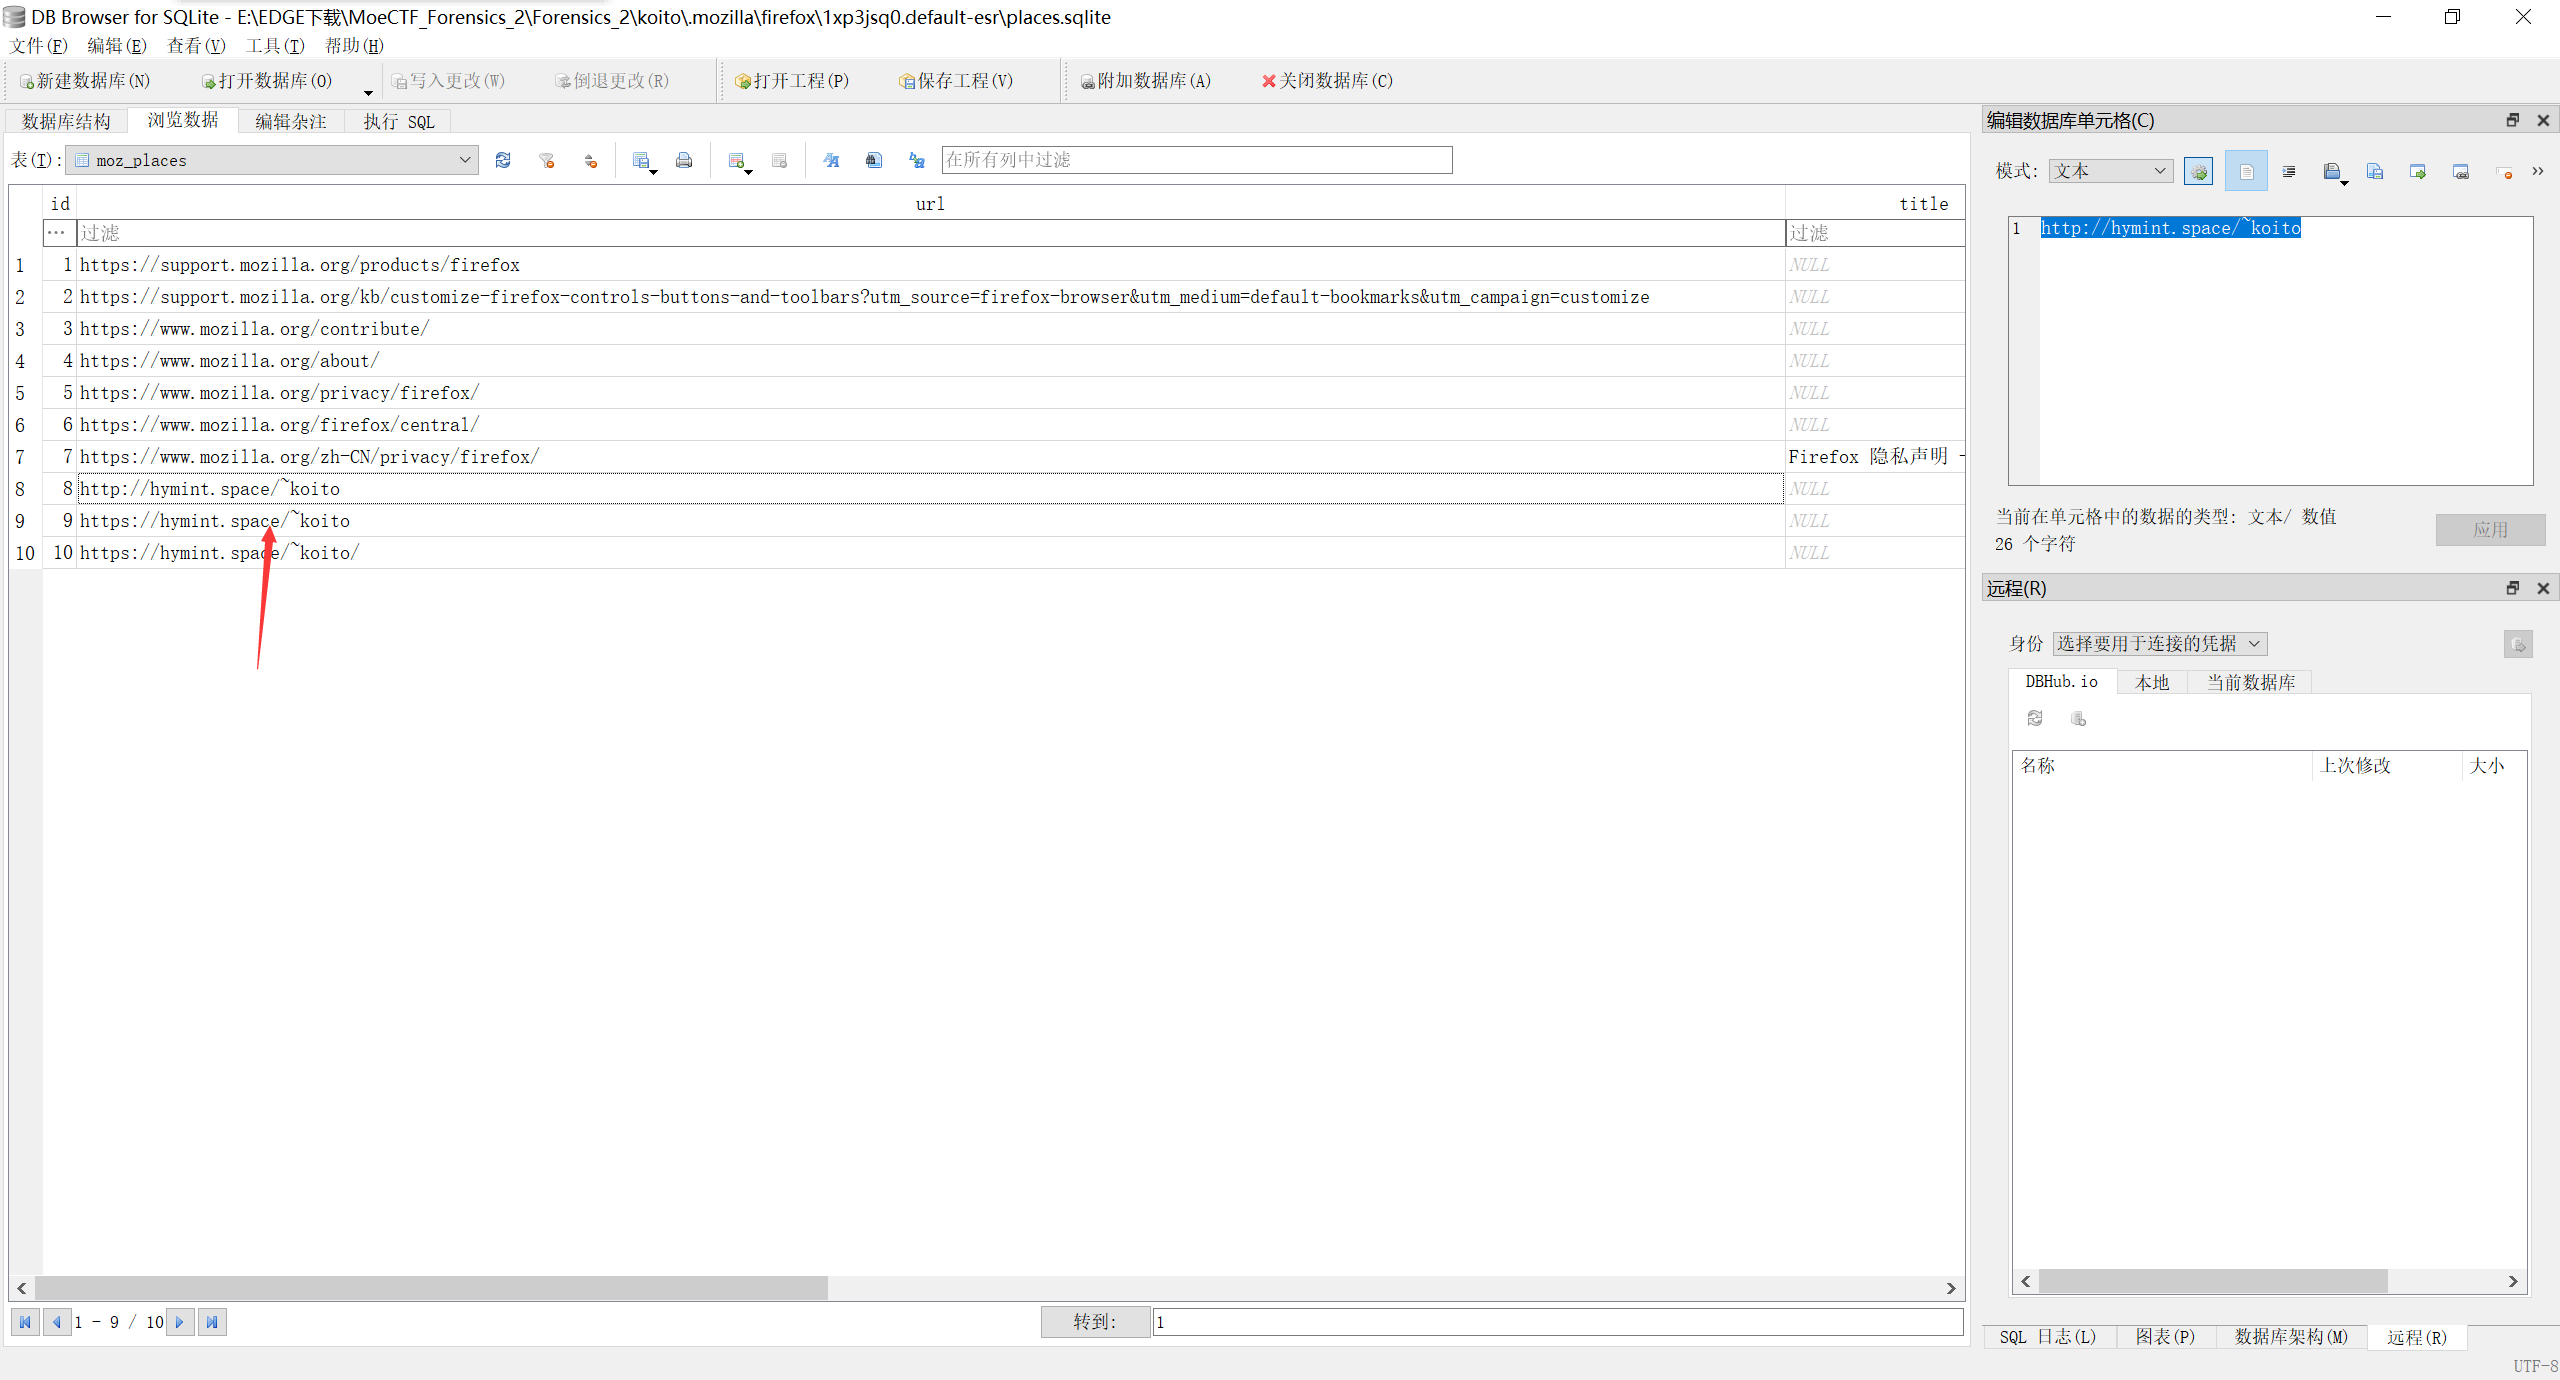 DB Browser for SQLite - E:\EDGE下载\MoeCTF_Forensics_2\Forensics_2\koito\.mozilla\firefox\1xp3jsq0.default-esr\places.sqlite
文件(F) 编辑(E) 查看(V) 工具(T) 帮助(H)
新建数据库(N) 打开数据库(O) 写入更改(W) 倒退更改(R) 打开工程(P) 保存工程(V) 附加数据库(A) 关闭数据库(C)
数据库结构 浏览数据 编辑杂注 执行 SQL
表(T): moz_places 在所有列中过滤
id url title
... 过滤 过滤
1 1 https://support.mozilla.org/products/firefox NULL
2 2 https://support.mozilla.org/kb/customize-firefox-controls-buttons-and-toolbars?utm_source=firefox-browser&utm_medium=default-bookmarks&utm_campaign=customize NULL
3 3 https://www.mozilla.org/contribute/ NULL
4 4 https://www.mozilla.org/about/ NULL
5 5 https://www.mozilla.org/privacy/firefox/ NULL
6 6 https://www.mozilla.org/firefox/central/ NULL
7 7 https://www.mozilla.org/zh-CN/privacy/firefox/ Firefox 隐私声明 -
8 8 http://hymint.space/~koito NULL
9 9 https://hymint.space/~koito NULL
10 10 https://hymint.space/~koito/ NULL
1 - 9 / 10 转到: 1
编辑数据库单元格(C)
模式: 文本 »
1 http://hymint.space/~koito
当前在单元格中的数据的类型: 文本/ 数值
26 个字符
应用
远程(R)
身份 选择要用于连接的凭据
DBHub.io 本地 当前数据库
名称 上次修改 大小
SQL 日志(L) 图表(P) 数据库架构(M) 远程(R)
UTF-8